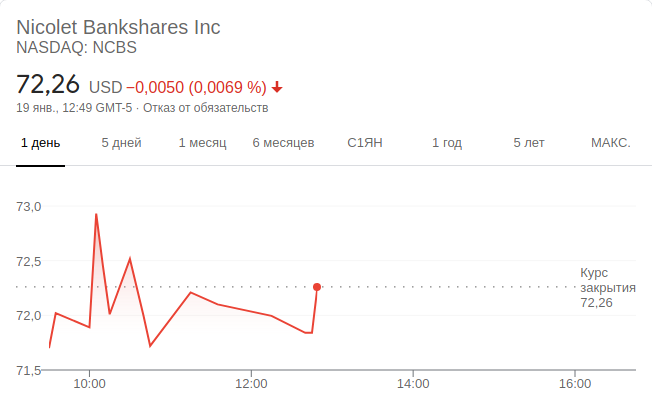 Nicolet Bankshares Inc
NASDAQ: NCBS
72,26 USD −0,0050 (0,0069 %)
19 янв., 12:49 GMT-5 · Отказ от обязательств
1 день 5 дней 1 месяц 6 месяцев С1ЯН 1 год 5 лет МАКС.
73,0
72,5
Курс
закрытия
72,26
72,0
71,5
10:00 12:00 14:00 16:00